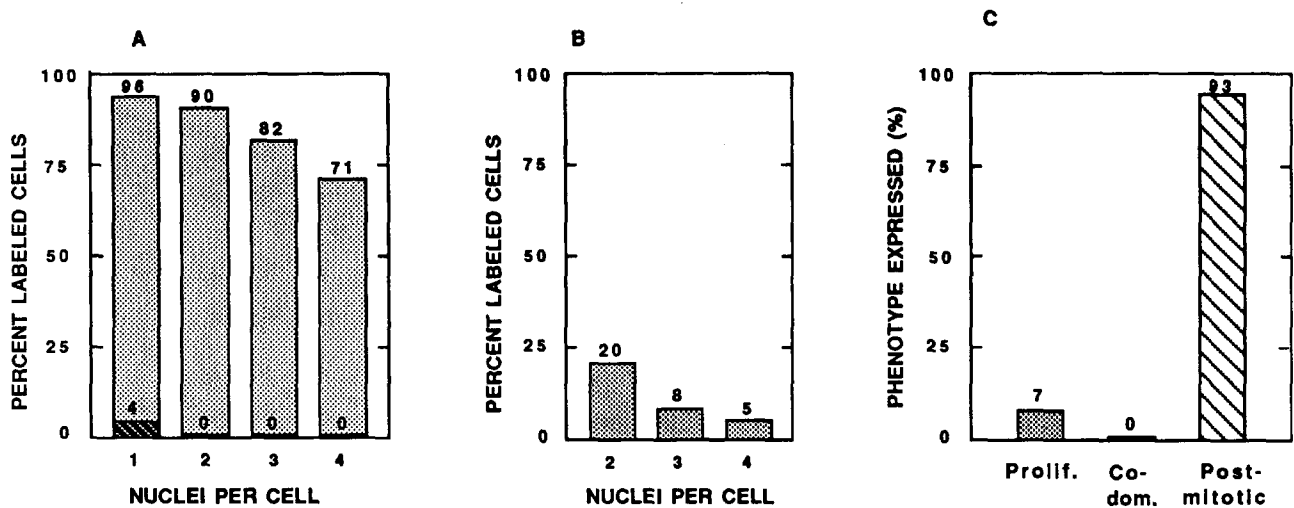 A
PERCENT LABELED CELLS
100
75
50
25
0
96
90
82
71
4
0
0
0
1
2
3
4
NUCLEI PER CELL
B
PERCENT LABELED CELLS
100
75
50
25
0
20
8
5
2
3
4
NUCLEI PER CELL
C
PHENOTYPE EXPRESSED (%)
100
75
50
25
0
7
0
93
Prolif.
Co-
dom.
Post-
mitotic